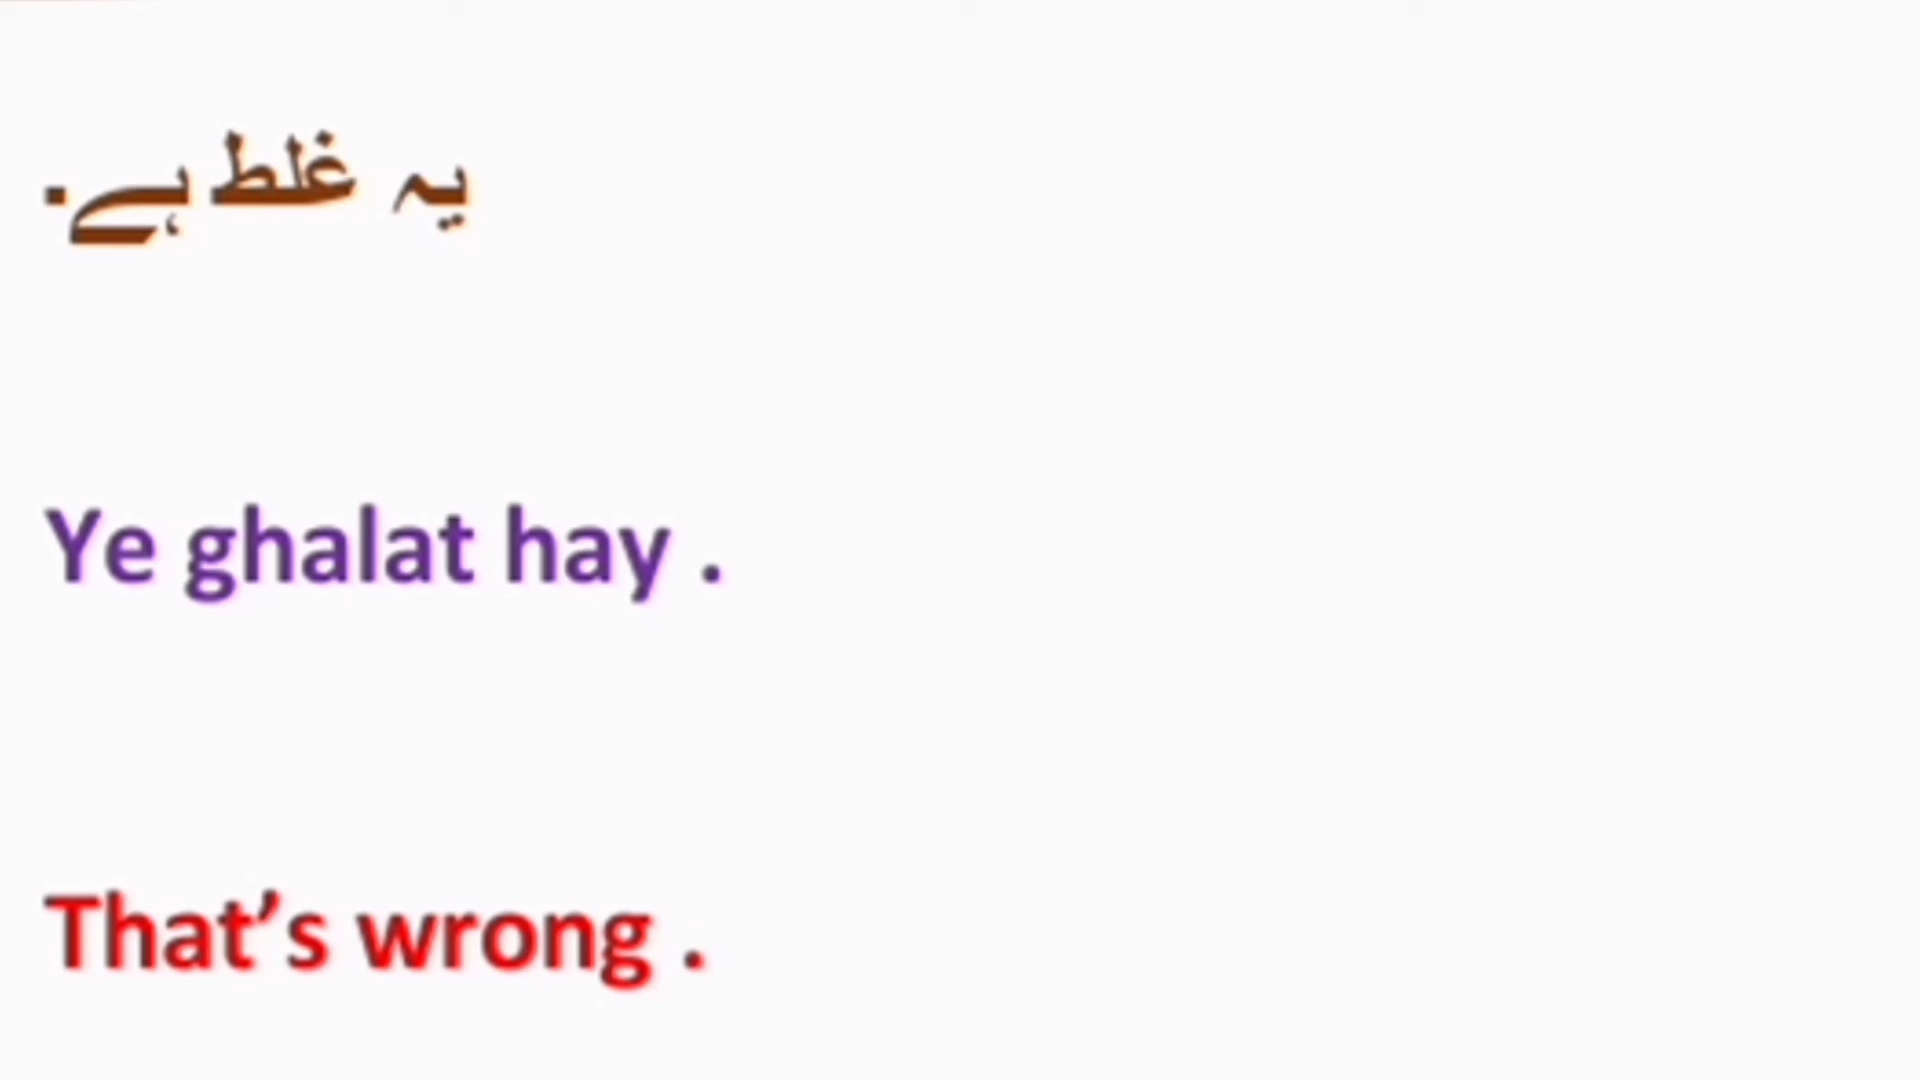 یہ غلط ہے.
Ye ghalat hay .
That’s wrong .